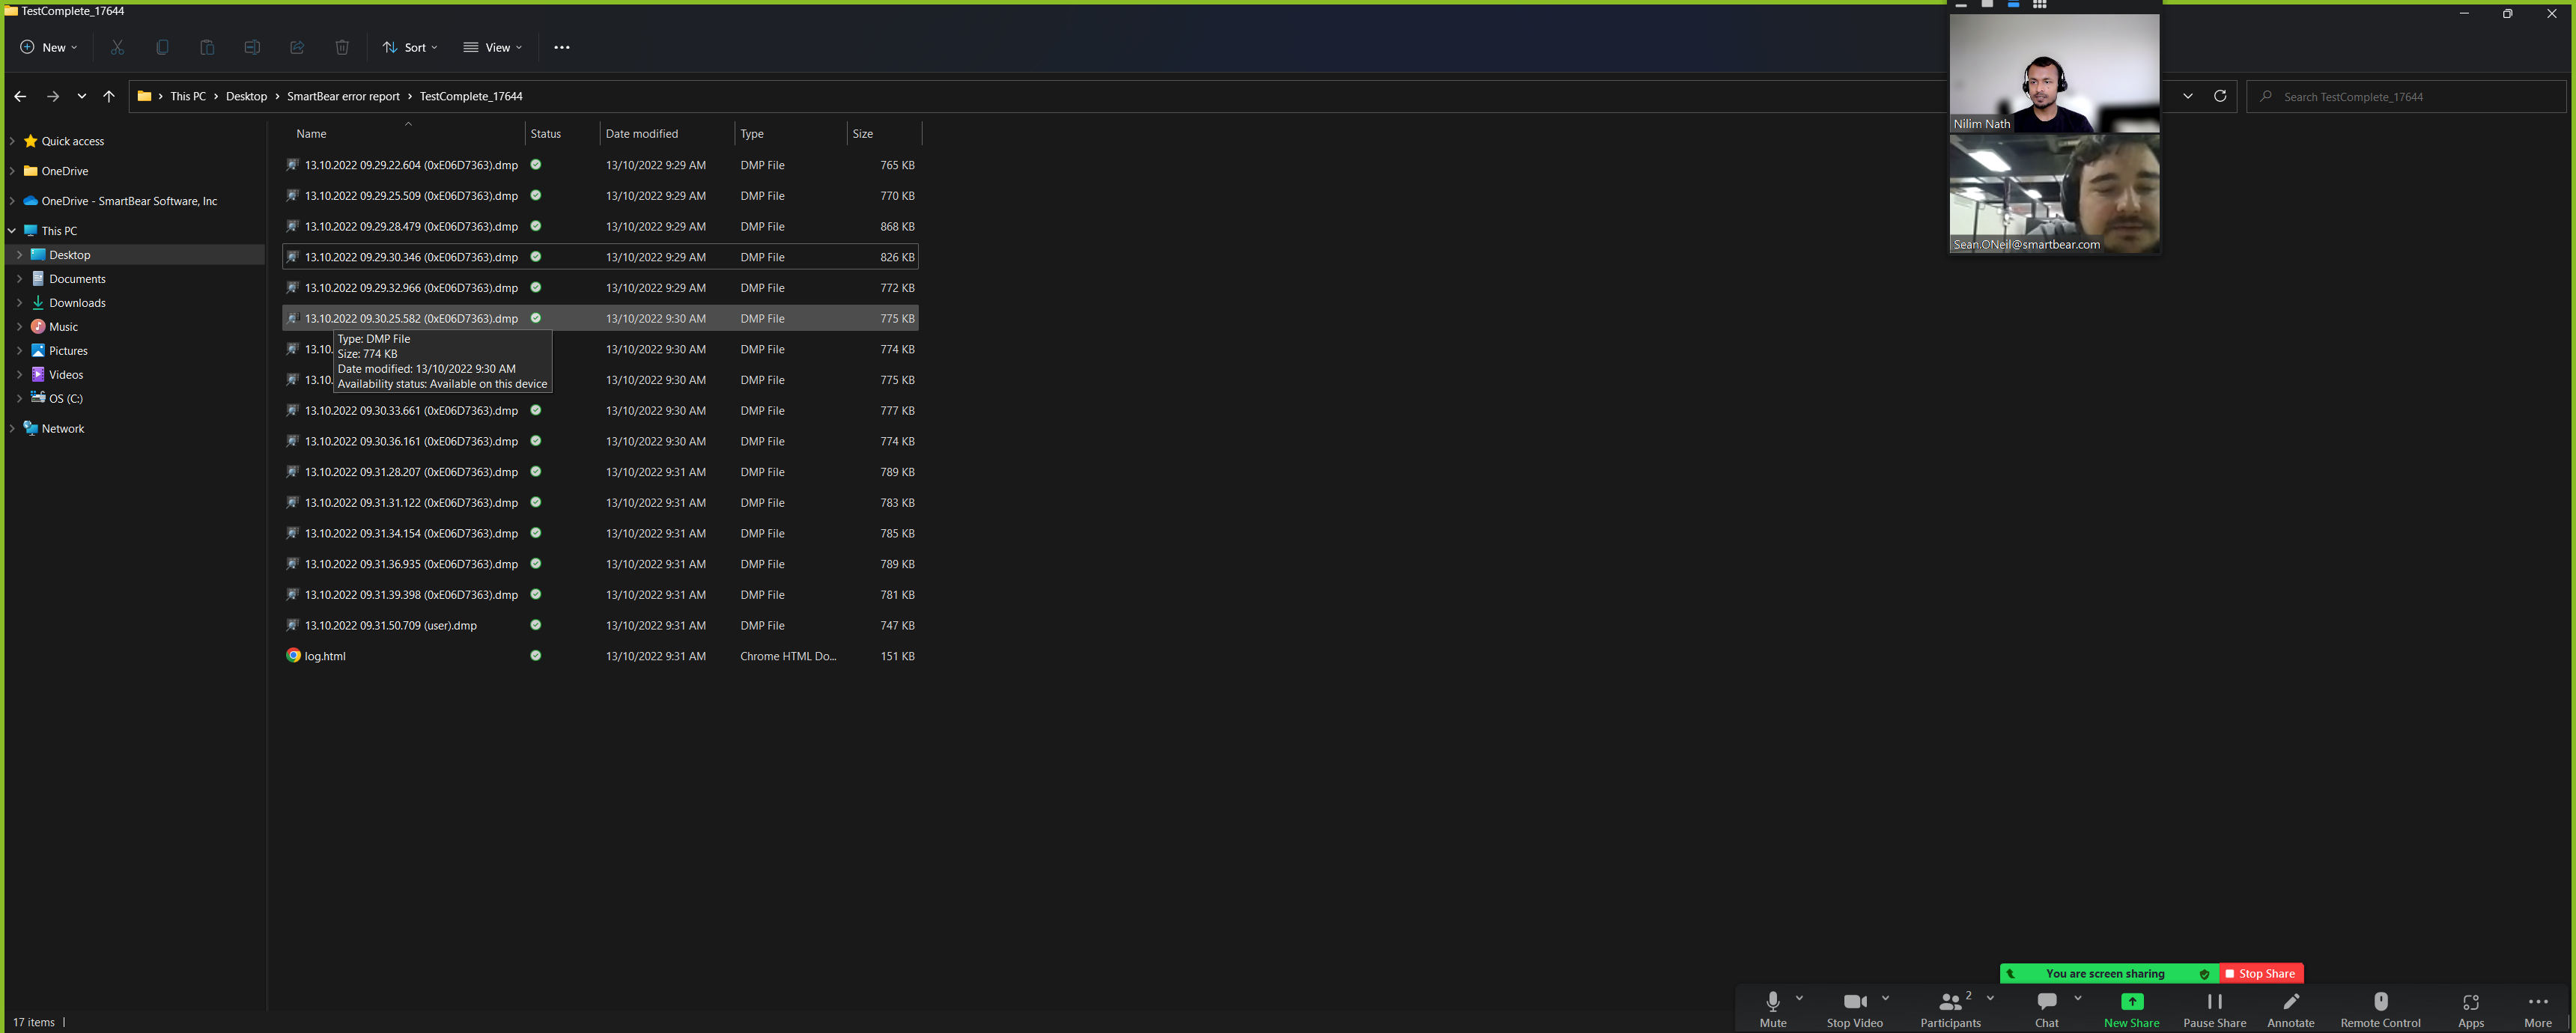 TestComplete_17644
New
Sort
View
This PC > Desktop > SmartBear error report > TestComplete_17644
Search TestComplete_17644
Nilim Nath
Sean.ONeil@smartbear.com
Quick access
OneDrive
OneDrive - SmartBear Software, Inc
This PC
Desktop
Documents
Downloads
Music
Pictures
Videos
OS (C:)
Network
Name Status Date modified Type Size
13.10.2022 09.29.22.604 (0xE06D7363).dmp 13/10/2022 9:29 AM DMP File 765 KB
13.10.2022 09.29.25.509 (0xE06D7363).dmp 13/10/2022 9:29 AM DMP File 770 KB
13.10.2022 09.29.28.479 (0xE06D7363).dmp 13/10/2022 9:29 AM DMP File 868 KB
13.10.2022 09.29.30.346 (0xE06D7363).dmp 13/10/2022 9:29 AM DMP File 826 KB
13.10.2022 09.29.32.966 (0xE06D7363).dmp 13/10/2022 9:29 AM DMP File 772 KB
13.10.2022 09.30.25.582 (0xE06D7363).dmp 13/10/2022 9:30 AM DMP File 775 KB
13.10. 13/10/2022 9:30 AM DMP File 774 KB
13.10. 13/10/2022 9:30 AM DMP File 775 KB
Type: DMP File
Size: 774 KB
Date modified: 13/10/2022 9:30 AM
Availability status: Available on this device
13.10.2022 09.30.33.661 (0xE06D7363).dmp 13/10/2022 9:30 AM DMP File 777 KB
13.10.2022 09.30.36.161 (0xE06D7363).dmp 13/10/2022 9:30 AM DMP File 774 KB
13.10.2022 09.31.28.207 (0xE06D7363).dmp 13/10/2022 9:31 AM DMP File 789 KB
13.10.2022 09.31.31.122 (0xE06D7363).dmp 13/10/2022 9:31 AM DMP File 783 KB
13.10.2022 09.31.34.154 (0xE06D7363).dmp 13/10/2022 9:31 AM DMP File 785 KB
13.10.2022 09.31.36.935 (0xE06D7363).dmp 13/10/2022 9:31 AM DMP File 789 KB
13.10.2022 09.31.39.398 (0xE06D7363).dmp 13/10/2022 9:31 AM DMP File 781 KB
13.10.2022 09.31.50.709 (user).dmp 13/10/2022 9:31 AM DMP File 747 KB
log.html 13/10/2022 9:31 AM Chrome HTML Do... 151 KB
You are screen sharing Stop Share
Mute Stop Video Participants 2 Chat New Share Pause Share Annotate Remote Control Apps More
17 items